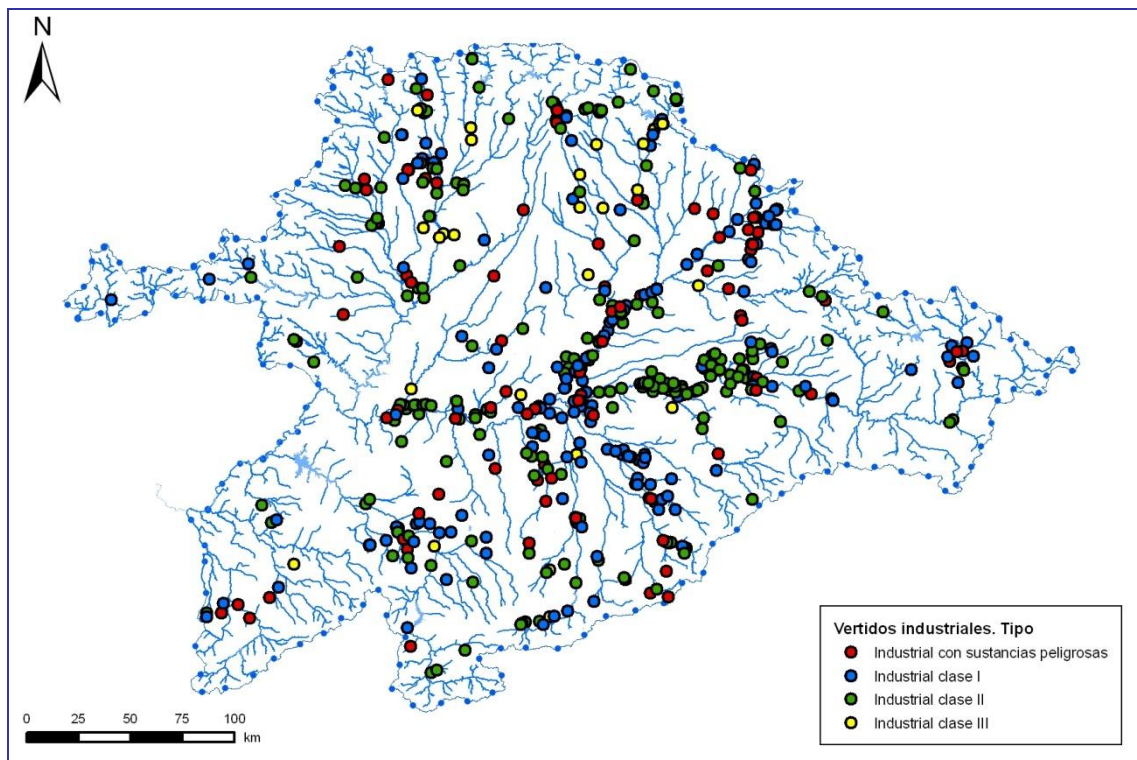 N
Vertidos industriales. Tipo
Industrial con sustancias peligrosas
Industrial clase I
Industrial clase II
Industrial clase III
0 25 50 75 100
km